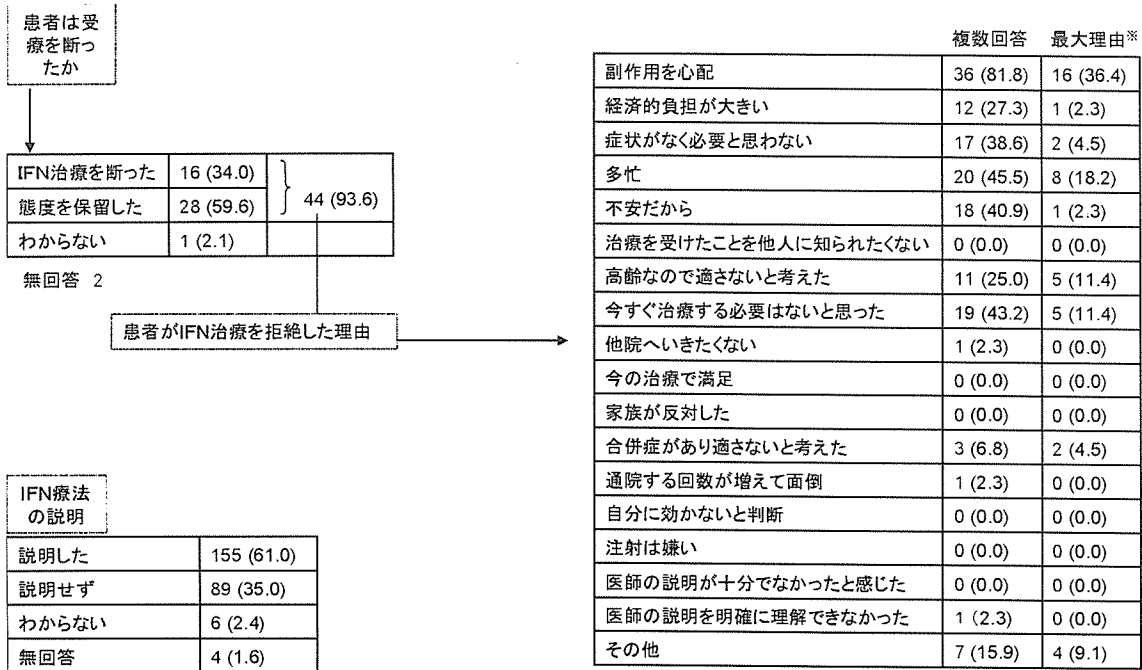 患者は受
療を断っ
たか
IFN治療を断った 16 (34.0)
態度を保留した 28 (59.6)
44 (93.6)
わからない 1 (2.1)
無回答 2
患者がIFN治療を拒絶した理由
IFN療法
の説明
説明した 155 (61.0)
説明せず 89 (35.0)
わからない 6 (2.4)
無回答 4 (1.6)
複数回答 最大理由※
副作用を心配 36 (81.8) 16 (36.4)
経済的負担が大きい 12 (27.3) 1 (2.3)
症状がなく必要と思わない 17 (38.6) 2 (4.5)
多忙 20 (45.5) 8 (18.2)
不安だから 18 (40.9) 1 (2.3)
治療を受けたことを他人に知られたくない 0 (0.0) 0 (0.0)
高齢なので適さないと考えた 11 (25.0) 5 (11.4)
今すぐ治療する必要はないと思った 19 (43.2) 5 (11.4)
他院へいきたくない 1 (2.3) 0 (0.0)
今の治療で満足 0 (0.0) 0 (0.0)
家族が反対した 0 (0.0) 0 (0.0)
合併症があり適さないと考えた 3 (6.8) 2 (4.5)
通院する回数が増えて面倒 1 (2.3) 0 (0.0)
自分に効かないと判断 0 (0.0) 0 (0.0)
注射は嫌い 0 (0.0) 0 (0.0)
医師の説明が十分でなかったと感じた 0 (0.0) 0 (0.0)
医師の説明を明確に理解できなかった 1 (2.3) 0 (0.0)
その他 7 (15.9) 4 (9.1)